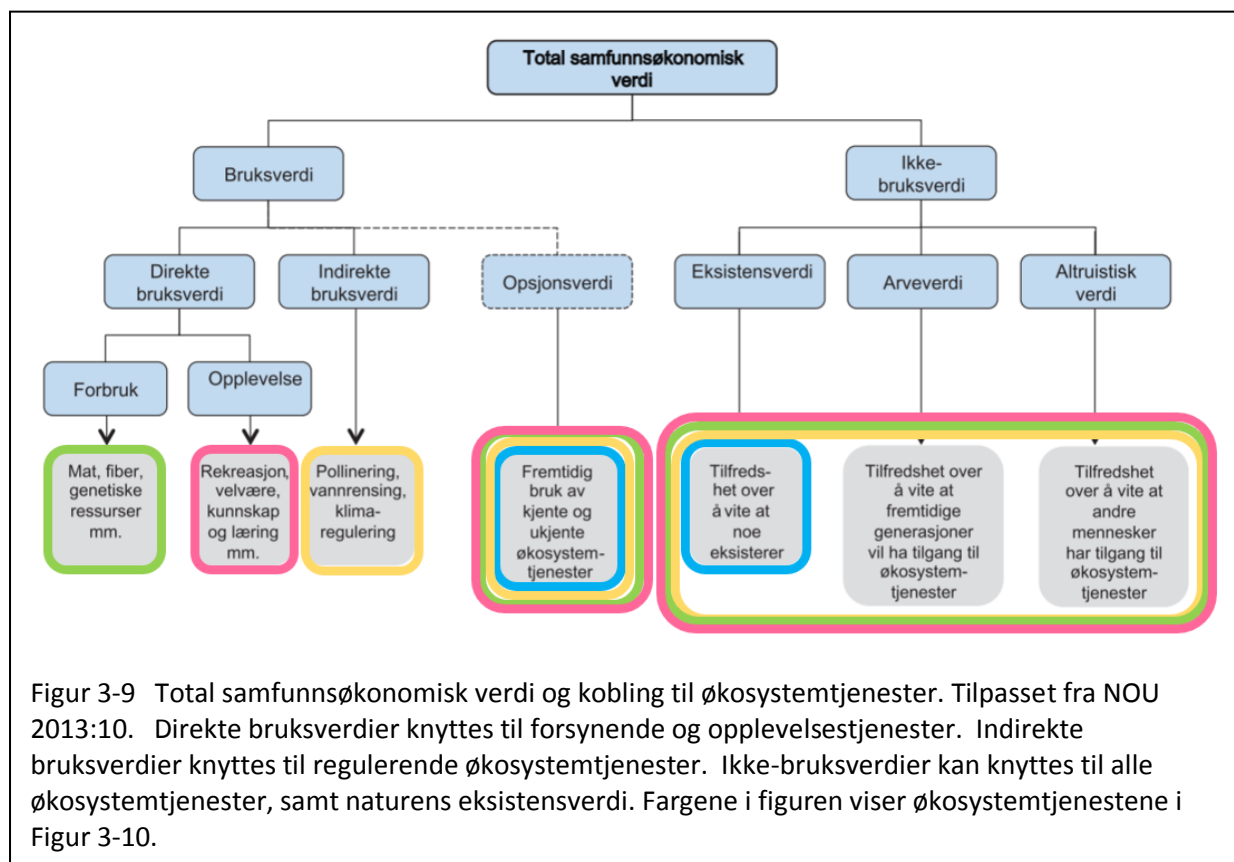 Total samfunnsøkonomisk
verdi
Bruksverdi
Ikke-
bruksverdi
Direkte
bruksverdi
Indirekte
bruksverdi
Opsjonsverdi
Eksistensverdi
Arveverdi
Altruistisk
verdi
Forbruk
Opplevelse
Mat, fiber,
genetiske
ressurser
mm.
Rekreasjon,
velvære,
kunnskap
og læring
mm.
Pollinering,
vannrensing,
klima-
regulering
Fremtidig
bruk av
kjente og
ukjente
økosystem-
tjenester
Tilfreds-
het over
å vite at
noe
eksisterer
Tilfredshet over
å vite at
fremtidige
generasjoner
vil ha tilgang til
økosystem-
tjenester
Tilfredshet
over å vite at
andre
mennesker
har tilgang til
økosystem-
tjenester
Figur 3-9 Total samfunnsøkonomisk verdi og kobling til økosystemtjenester. Tilpasset fra NOU
2013:10. Direkte bruksverdier knyttes til forsynende og opplevelsestjenester. Indirekte
bruksverdier knyttes til regulerende økosystemtjenester. Ikke-bruksverdier kan knyttes til alle
økosystemtjenester, samt naturens eksistensverdi. Fargene i figuren viser økosystemtjenestene i
Figur 3-10.